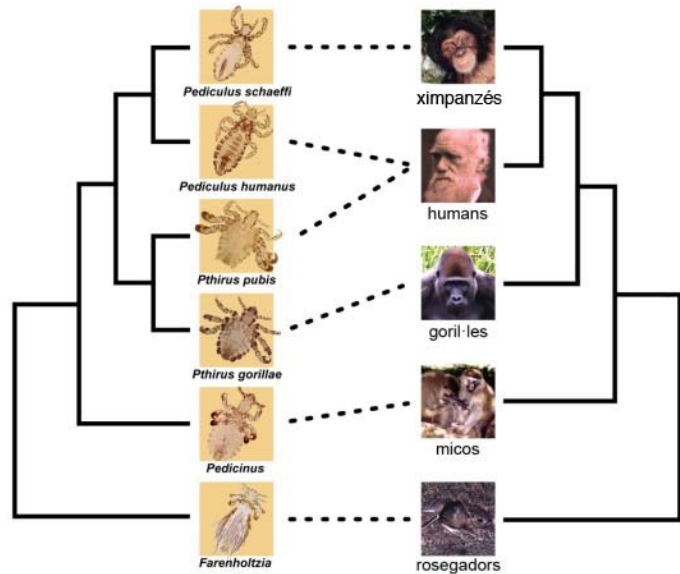 Pediculus schaeffi
ximpanzés
Pediculus humanus
humans
Pthirus pubis
goril·les
Pthirus gorillae
micos
Pedicinus
Farenholtzia
rosegadors